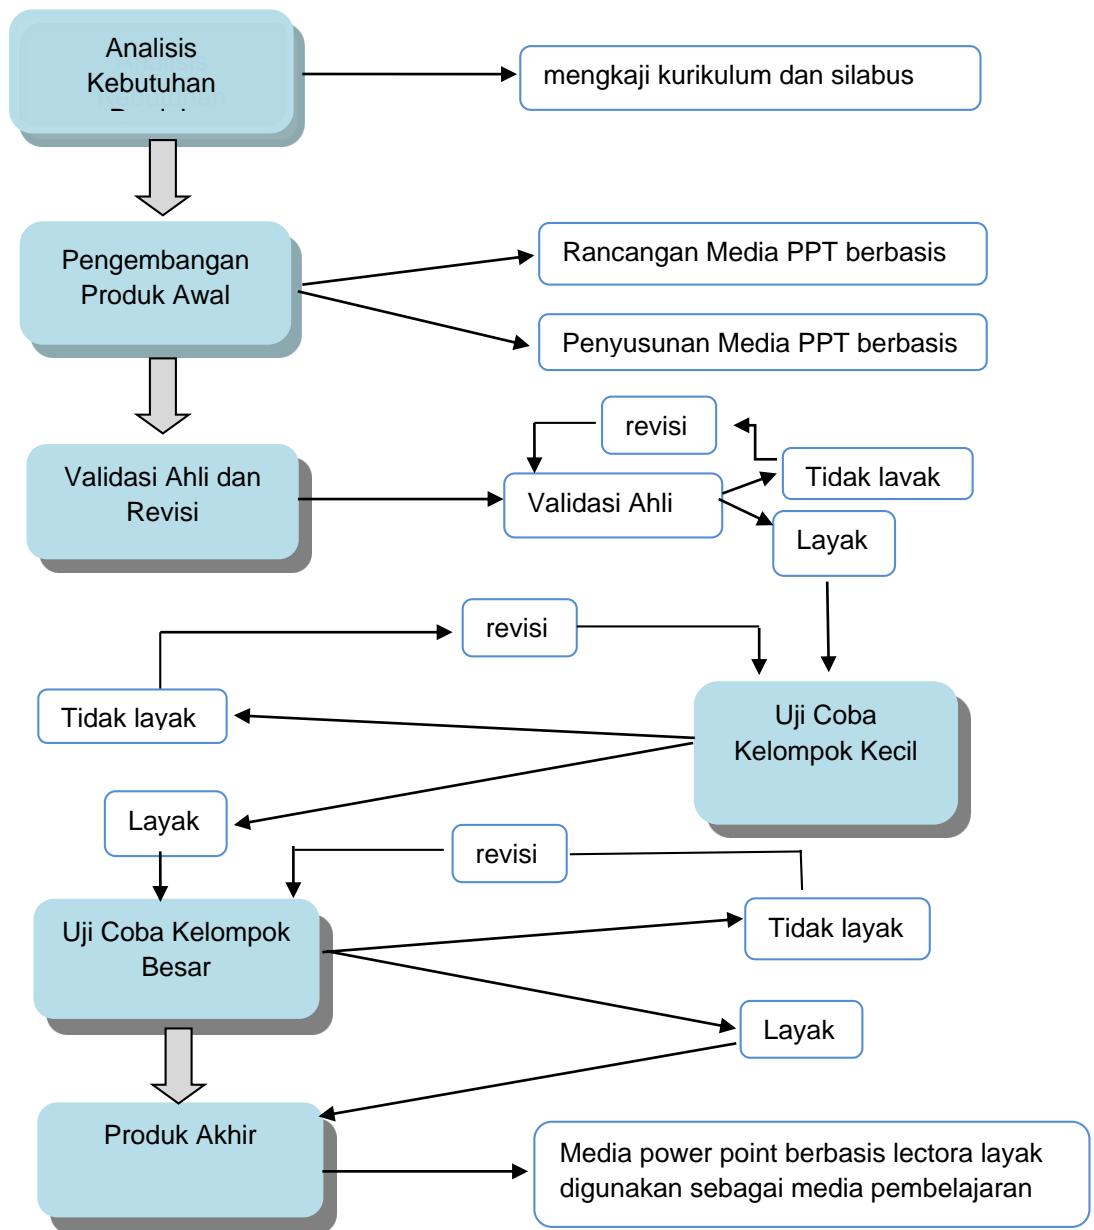 Analisis
Kebutuhan
mengkaji kurikulum dan silabus
Pengembangan
Produk Awal
Rancangan Media PPT berbasis
Penyusunan Media PPT berbasis
revisi
Validasi Ahli dan
Revisi
Validasi Ahli
Tidak layak
Layak
revisi
Tidak layak
Uji Coba
Kelompok Kecil
Layak
revisi
Uji Coba Kelompok
Besar
Tidak layak
Layak
Produk Akhir
Media power point berbasis lectora layak
digunakan sebagai media pembelajaran